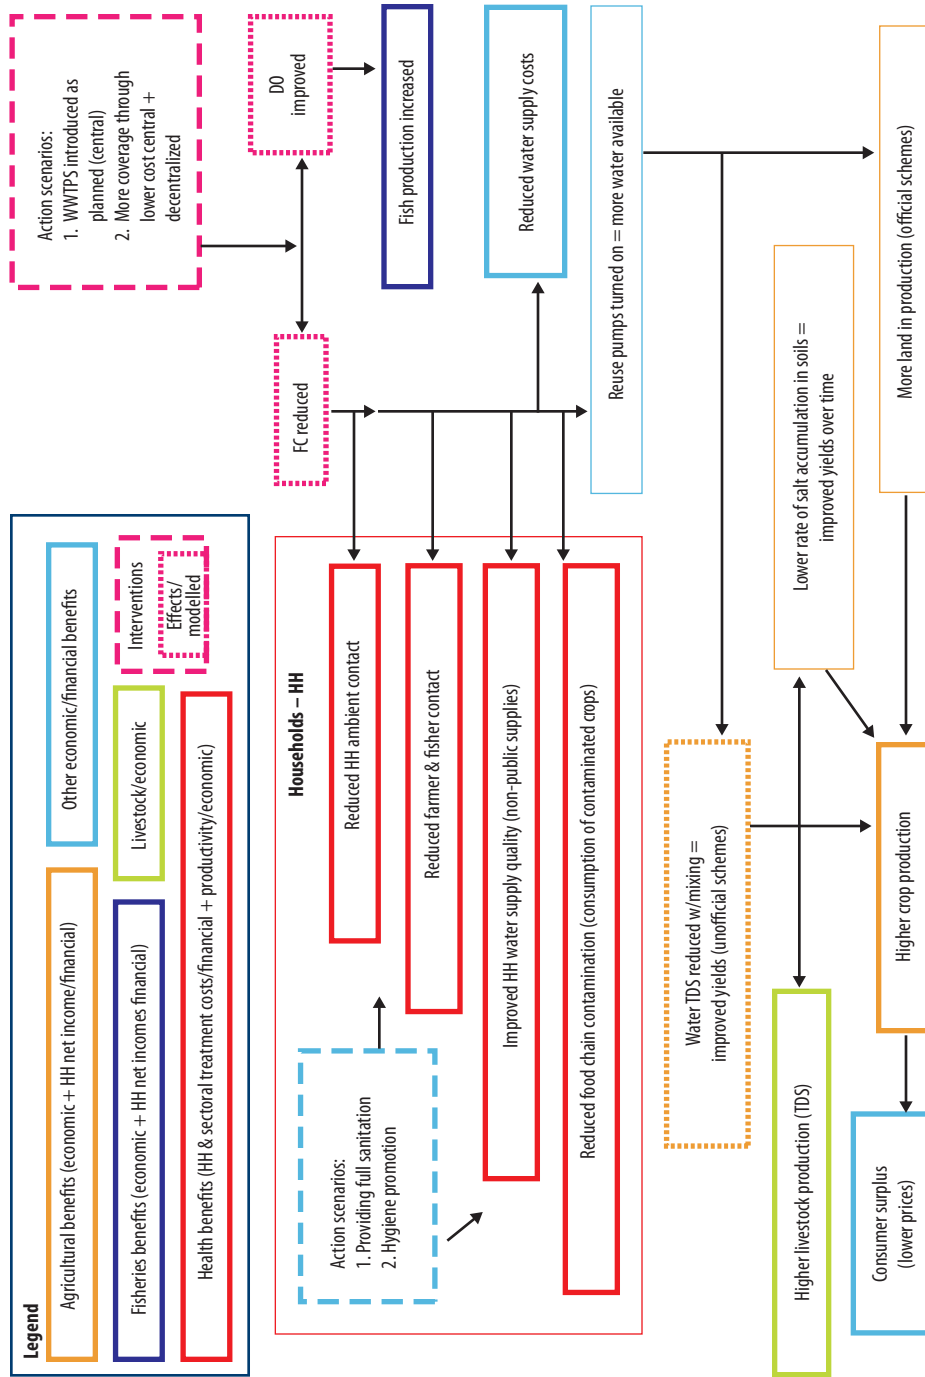 Legend
Agricultural benefits (economic + HH net income/financial)
Other economic/financial benefits
Fisheries benefits (economic + HH net incomes financial)
Livestock/economic
Interventions
Effects/
modelled
Health benefits (HH & sectoral treatment costs/financial + productivity/economic)
Action scenarios:
1. WWTPS introduced as
planned (central)
2. More coverage through
lower cost central +
decentralized
FC reduced
DO
improved
Fish production increased
Households – HH
Action scenarios:
1. Providing full sanitation
2. Hygiene promotion
Reduced HH ambient contact
Reduced farmer & fisher contact
Improved HH water supply quality (non-public supplies)
Reduced food chain contamination (consumption of contaminated crops)
Reduced water supply costs
Reuse pumps turned on = more water available
Water TDS reduced w/mixing =
improved yields (unofficial schemes)
Higher livestock production (TDS)
Lower rate of salt accumulation in soils =
improved yields over time
Consumer surplus
(lower prices)
Higher crop production
More land in production (official schemes)